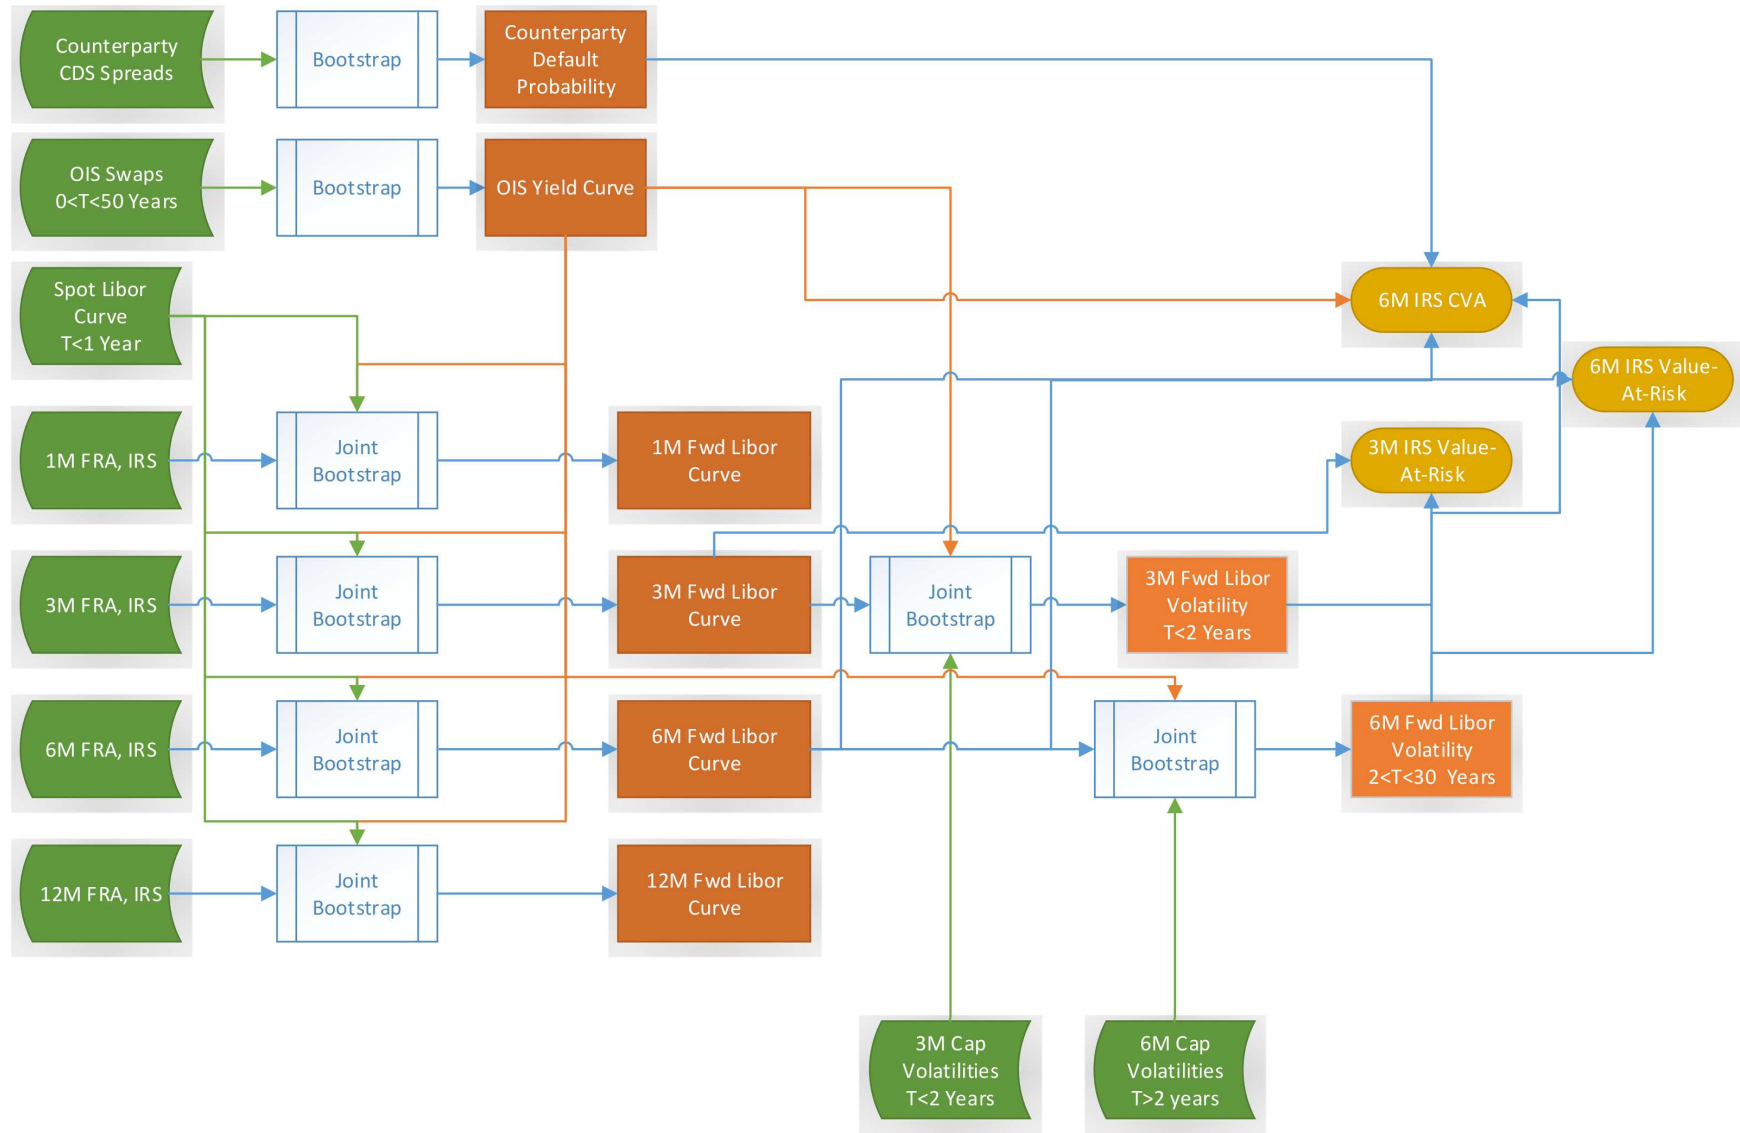 Counterparty
CDS Spreads
Bootstrap
Counterparty
Default
Probability
OIS Swaps
0<T<50 Years
Bootstrap
OIS Yield Curve
Spot Libor
Curve
T<1 Year
6M IRS CVA
6M IRS Value-
At-Risk
1M FRA, IRS
Joint
Bootstrap
1M Fwd Libor
Curve
3M IRS Value-
At-Risk
3M FRA, IRS
Joint
Bootstrap
3M Fwd Libor
Curve
Joint
Bootstrap
3M Fwd Libor
Volatility
T<2 Years
6M FRA, IRS
Joint
Bootstrap
6M Fwd Libor
Curve
Joint
Bootstrap
6M Fwd Libor
Volatility
2<T<30 Years
12M FRA, IRS
Joint
Bootstrap
12M Fwd Libor
Curve
3M Cap
Volatilities
T<2 Years
6M Cap
Volatilities
T>2 years